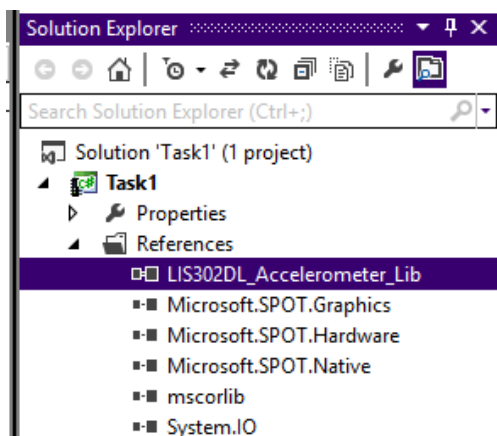 Solution Explorer
Search Solution Explorer (Ctrl+;)
Solution 'Task1' (1 project)
Task1
Properties
References
LIS302DL_Accelerometer_Lib
Microsoft.SPOT.Graphics
Microsoft.SPOT.Hardware
Microsoft.SPOT.Native
mscorlib
System.IO